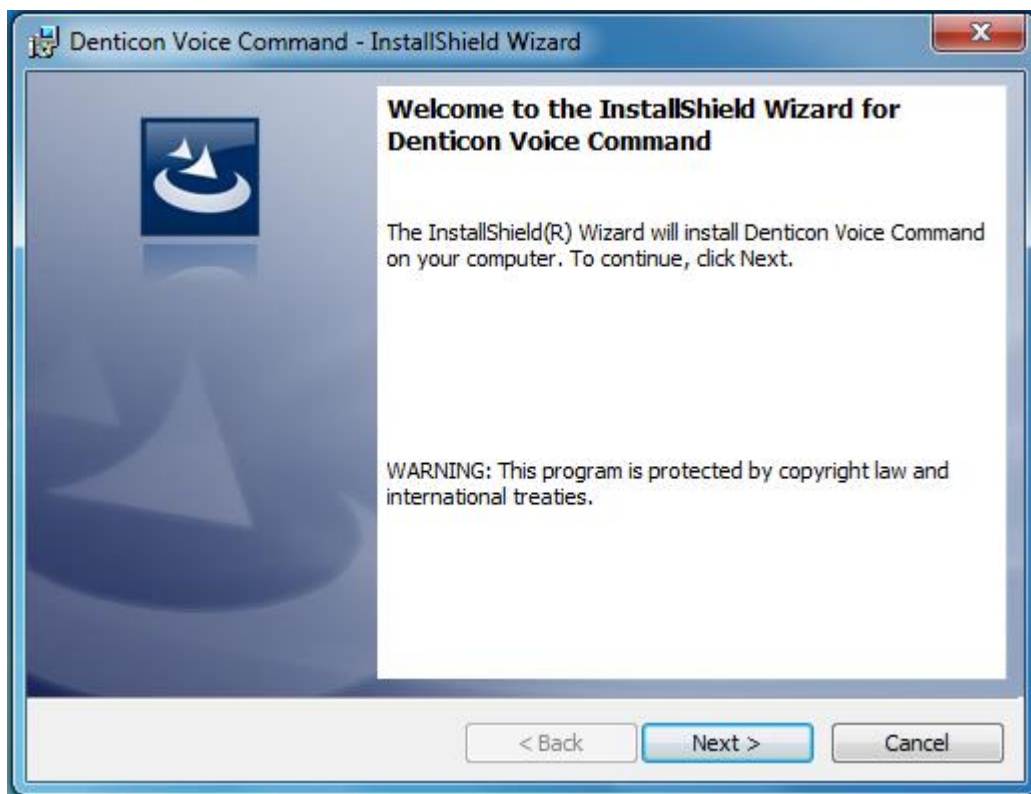 Denticon Voice Command - InstallShield Wizard
Welcome to the InstallShield Wizard for
Denticon Voice Command
The InstallShield(R) Wizard will install Denticon Voice Command
on your computer. To continue, click Next.
WARNING: This program is protected by copyright law and
international treaties.
< Back Next > Cancel